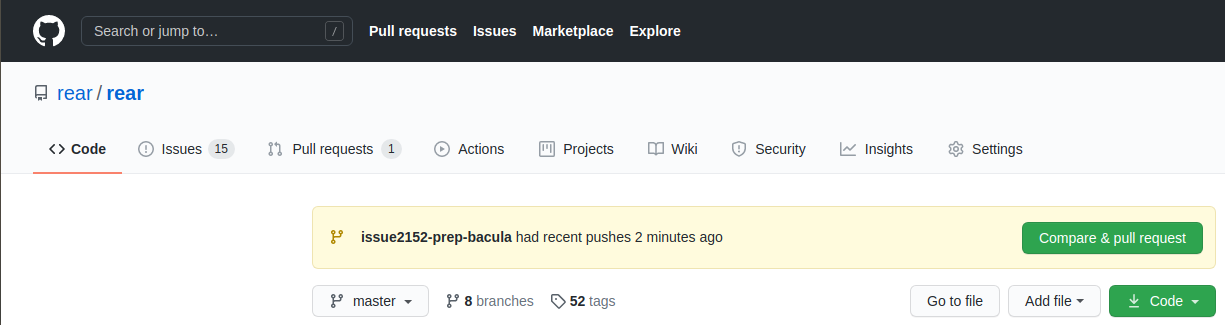 Search or jump to… /
Pull requests Issues Marketplace Explore
rear / rear
Code Issues 15 Pull requests 1 Actions Projects Wiki Security Insights Settings
issue2152-prep-bacula had recent pushes 2 minutes ago Compare & pull request
master 8 branches 52 tags Go to file Add file Code